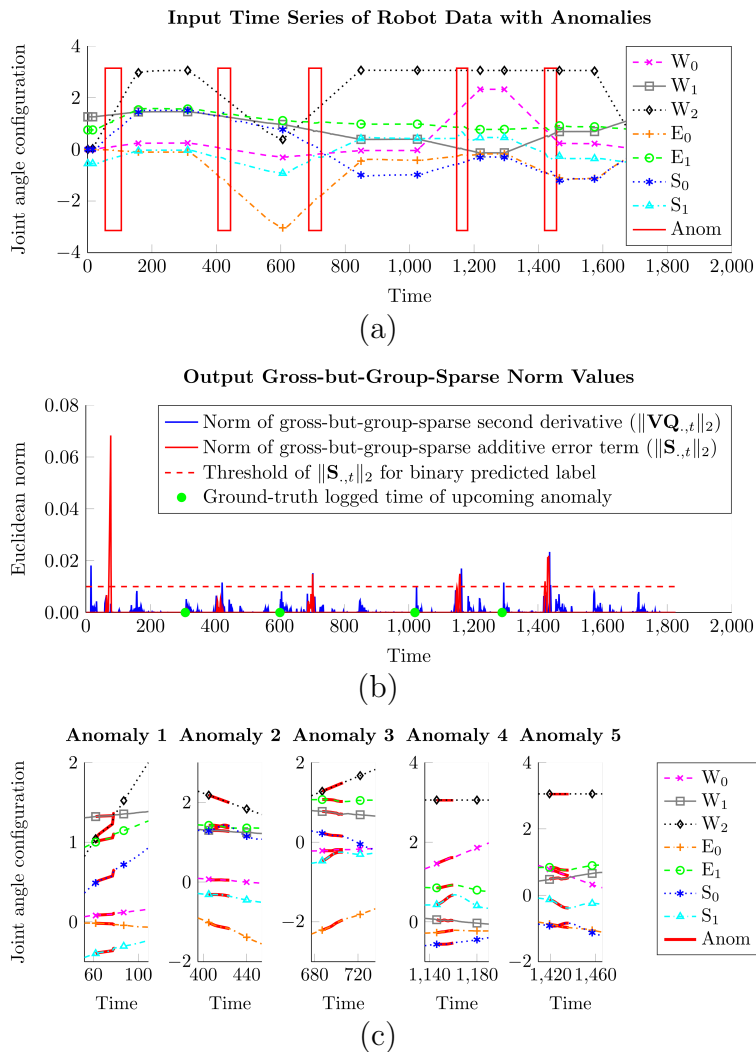 Input Time Series of Robot Data with Anomalies
Joint angle configuration
4
2
0
−2
−4
0 200 400 600 800 1,000 1,200 1,400 1,600 1,800 2,000
Time
W₀
W₁
W₂
E₀
E₁
S₀
S₁
Anom
(a)
Output Gross-but-Group-Sparse Norm Values
Euclidean norm
0.08
0.06
0.04
0.02
0.00
Norm of gross-but-group-sparse second derivative (‖VQ.,t‖₂)
Norm of gross-but-group-sparse additive error term (‖S.,t‖₂)
Threshold of ‖S.,t‖₂ for binary predicted label
Ground-truth logged time of upcoming anomaly
0 200 400 600 800 1,000 1,200 1,400 1,600 1,800 2,000
Time
(b)
Anomaly 1 Anomaly 2 Anomaly 3 Anomaly 4 Anomaly 5
Joint angle configuration
2
0
60 100
Time
2
0
−2
400 440
Time
2
0
−2
680 720
Time
4
2
0
−2
1,140 1,180
Time
4
2
0
−2
1,420 1,460
Time
W₀
W₁
W₂
E₀
E₁
S₀
S₁
Anom
(c)